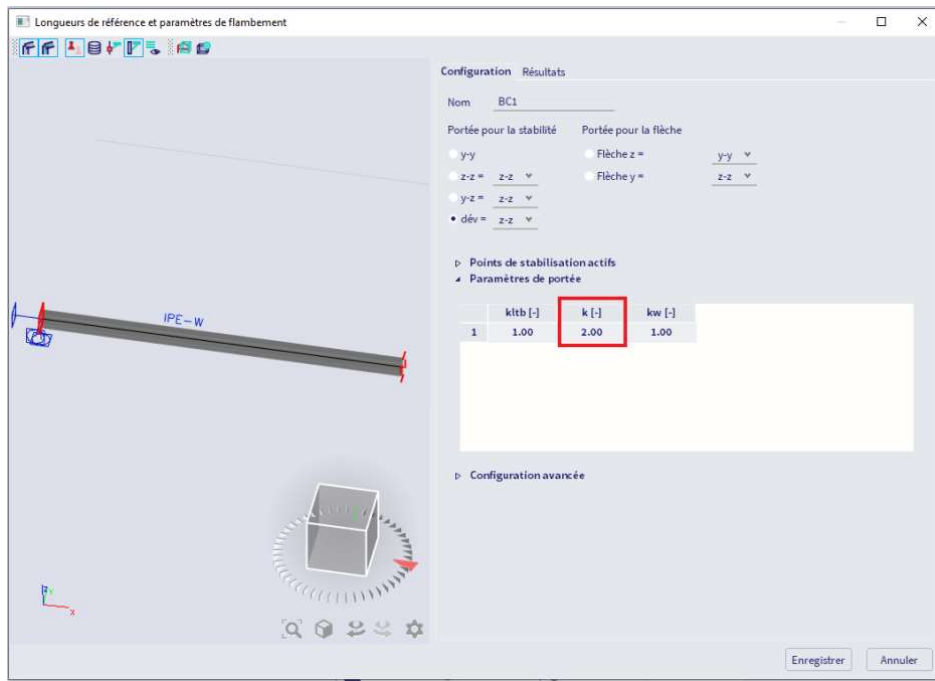 Longueurs de référence et paramètres de flambement
Configuration Résultats
Nom BC1
Portée pour la stabilité Portée pour la flèche
y-y Flèche z = y-y
z-z = z-z Flèche y = z-z
y-z = z-z
dév = z-z
Points de stabilisation actifs
Paramètres de portée
kltb [-] k [-] kw [-]
1 1.00 2.00 1.00
IPE-W
Configuration avancée
x
Enregistrer Annuler